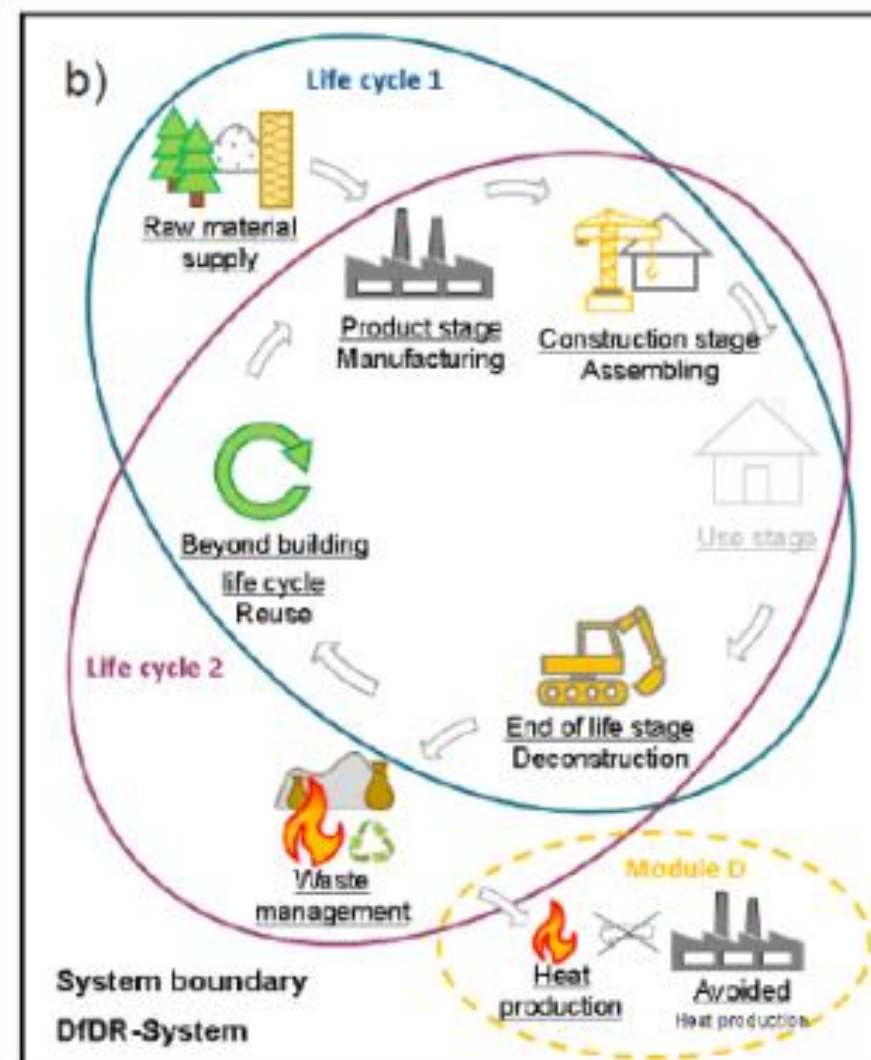 b)
Life cycle 1
Raw material
supply
Product stage
Manufacturing
Construction stage
Assembling
Use stage
Beyond building
life cycle
Reuse
Life cycle 2
End of life stage
Deconstruction
Waste
management
Module D
Heat
production
Avoided
Heat production
System boundary
DfDR-System